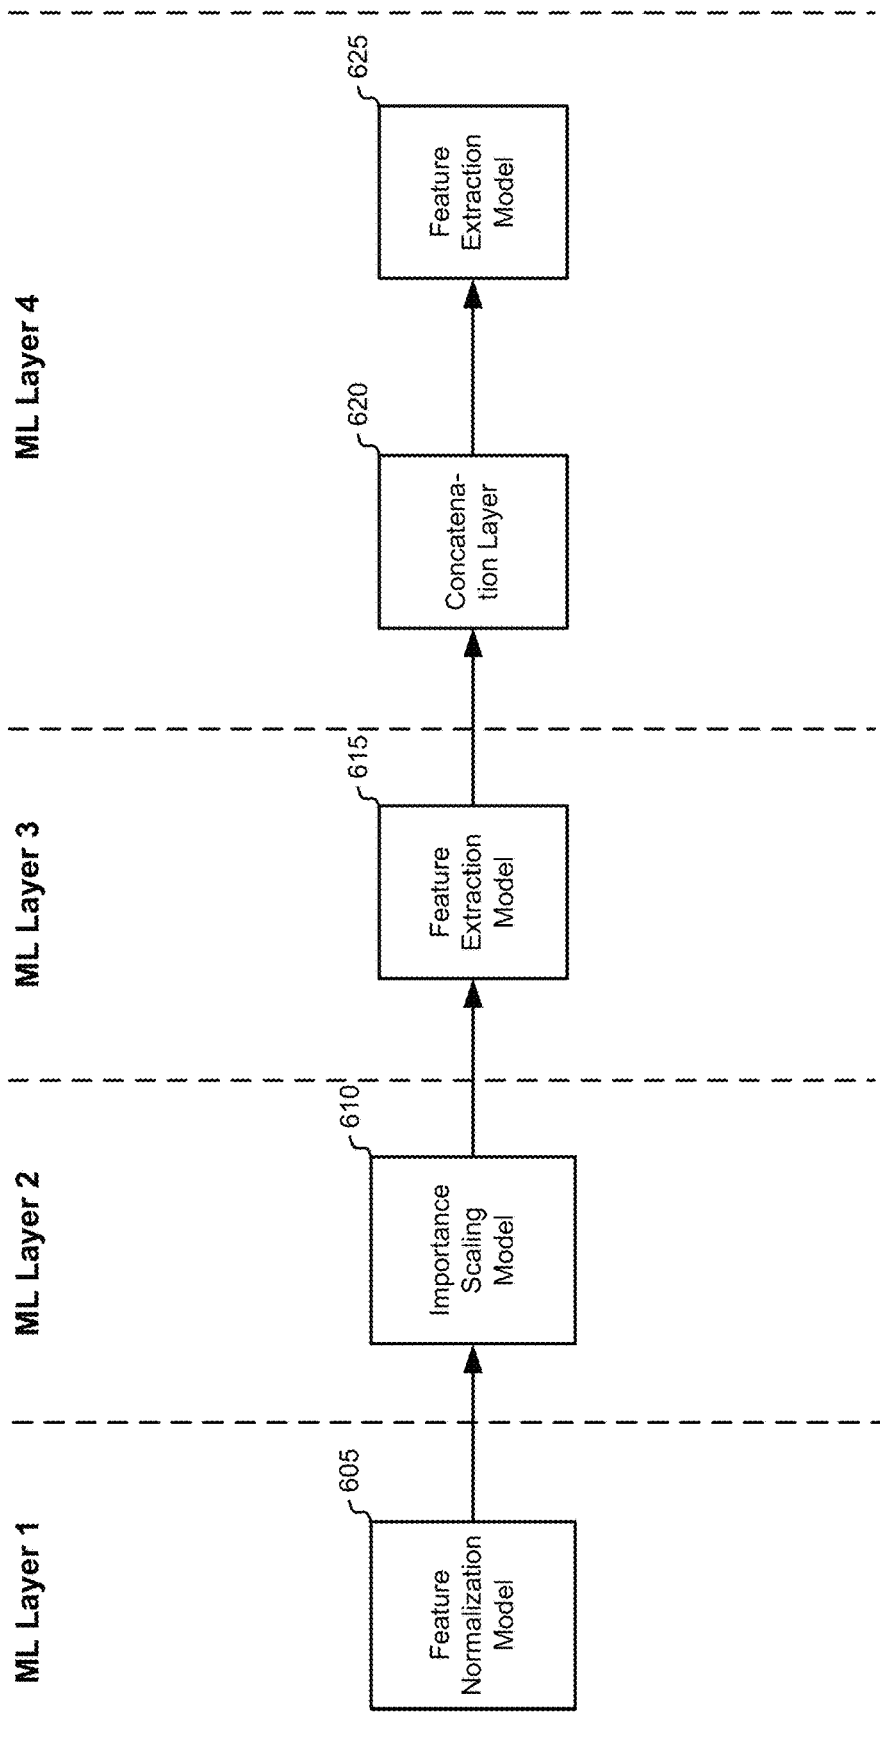 ML Layer 1
ML Layer 2
ML Layer 3
ML Layer 4
605
Feature
Normalization
Model
610
Importance
Scaling
Model
615
Feature
Extraction
Model
620
Concatena-
tion Layer
625
Feature
Extraction
Model